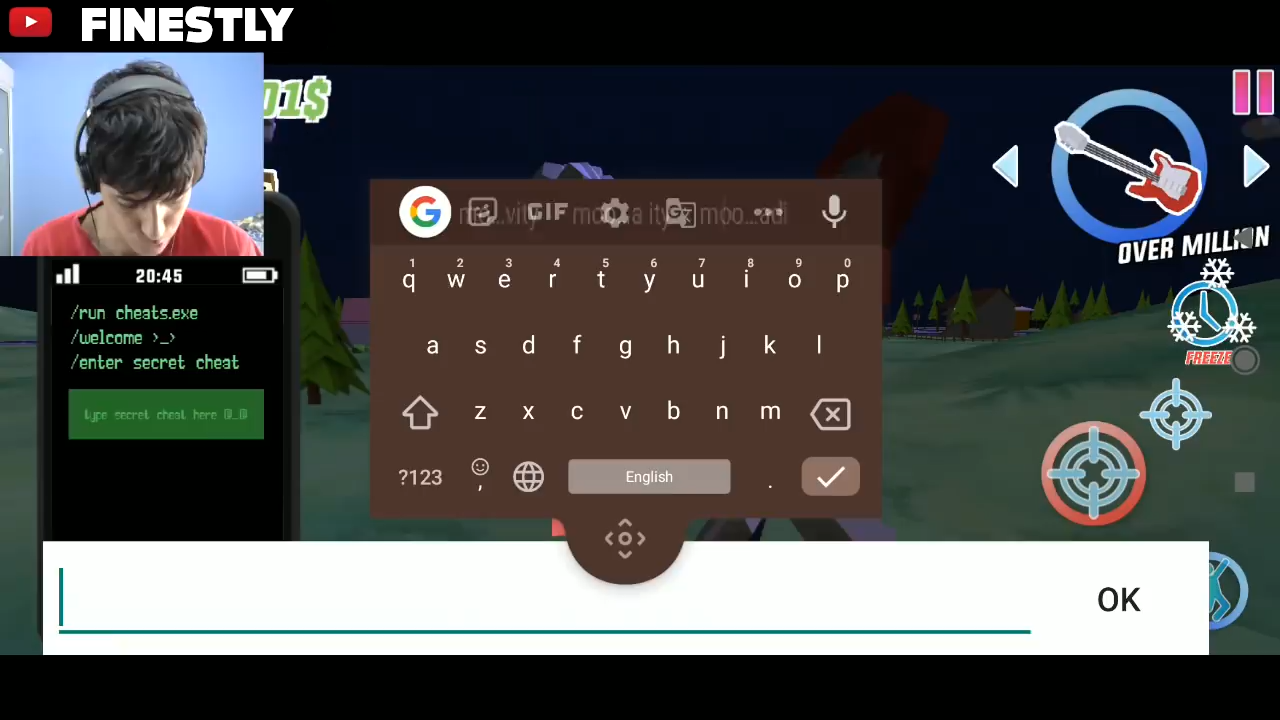 FINESTLY
01$
OVER MILLION
FREEZE
20:45
/run cheats.exe
/welcome >_>
/enter secret cheat
type secret cheat here @_@
G GIF
1 2 3 4 5 6 7 8 9 0
q w e r t y u i o p
a s d f g h j k l
z x c v b n m
?123 , English .
OK